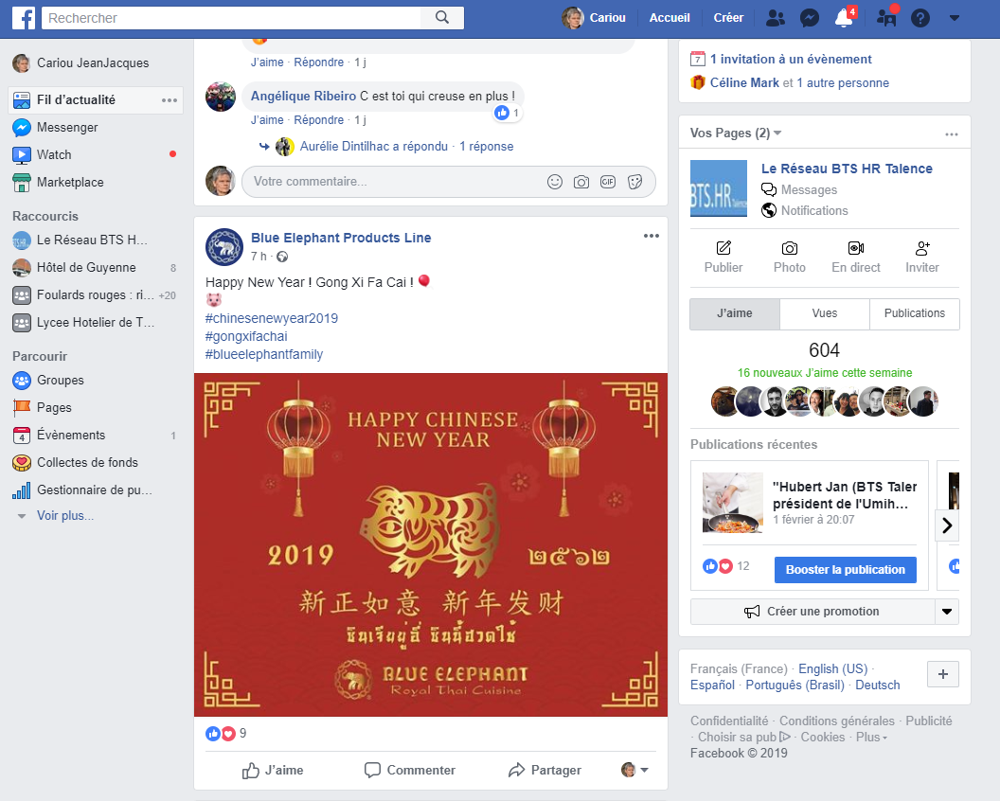 Rechercher
Cariou
Accueil
Créer
4
Cariou JeanJacques
Fil d'actualité
Messenger
Watch
Marketplace
Raccourcis
Le Réseau BTS H…
Hôtel de Guyenne 8
Foulards rouges : ri… +20
Lycee Hotelier de T…
Parcourir
Groupes
Pages
4 Évènements 1
Collectes de fonds
Gestionnaire de pu…
Voir plus...
J'aime · Répondre · 1 j
Angélique Ribeiro C est toi qui creuse en plus !
1
J'aime · Répondre · 1 j
Aurélie Dintilhac a répondu · 1 réponse
Votre commentaire...
GIF
Blue Elephant Products Line
7 h ·
Happy New Year ! Gong Xi Fa Cai !
#chinesenewyear2019
#gongxifachai
#blueelephantfamily
HAPPY CHINESE
NEW YEAR
2019
๒๕๖๒
新正如意 新年发财
ซินเจียยู่อี่ ซินนี้ฮวดไช้
BLUE ELEPHANT
Royal Thai Cuisine
9
J'aime
Commenter
Partager
7 1 invitation à un évènement
Céline Mark et 1 autre personne
Vos Pages (2)
BTS.HR
Talence
Le Réseau BTS HR Talence
Messages
Notifications
Publier
Photo
En direct
Inviter
J'aime
Vues
Publications
604
16 nouveaux J'aime cette semaine
Publications récentes
"Hubert Jan (BTS Taler
président de l'Umih…
1 février à 20:07
12
Booster la publication
Créer une promotion
Français (France) · English (US) ·
Español · Português (Brasil) · Deutsch
Confidentialité · Conditions générales · Publicité
· Choisir sa pub · Cookies · Plus
Facebook © 2019